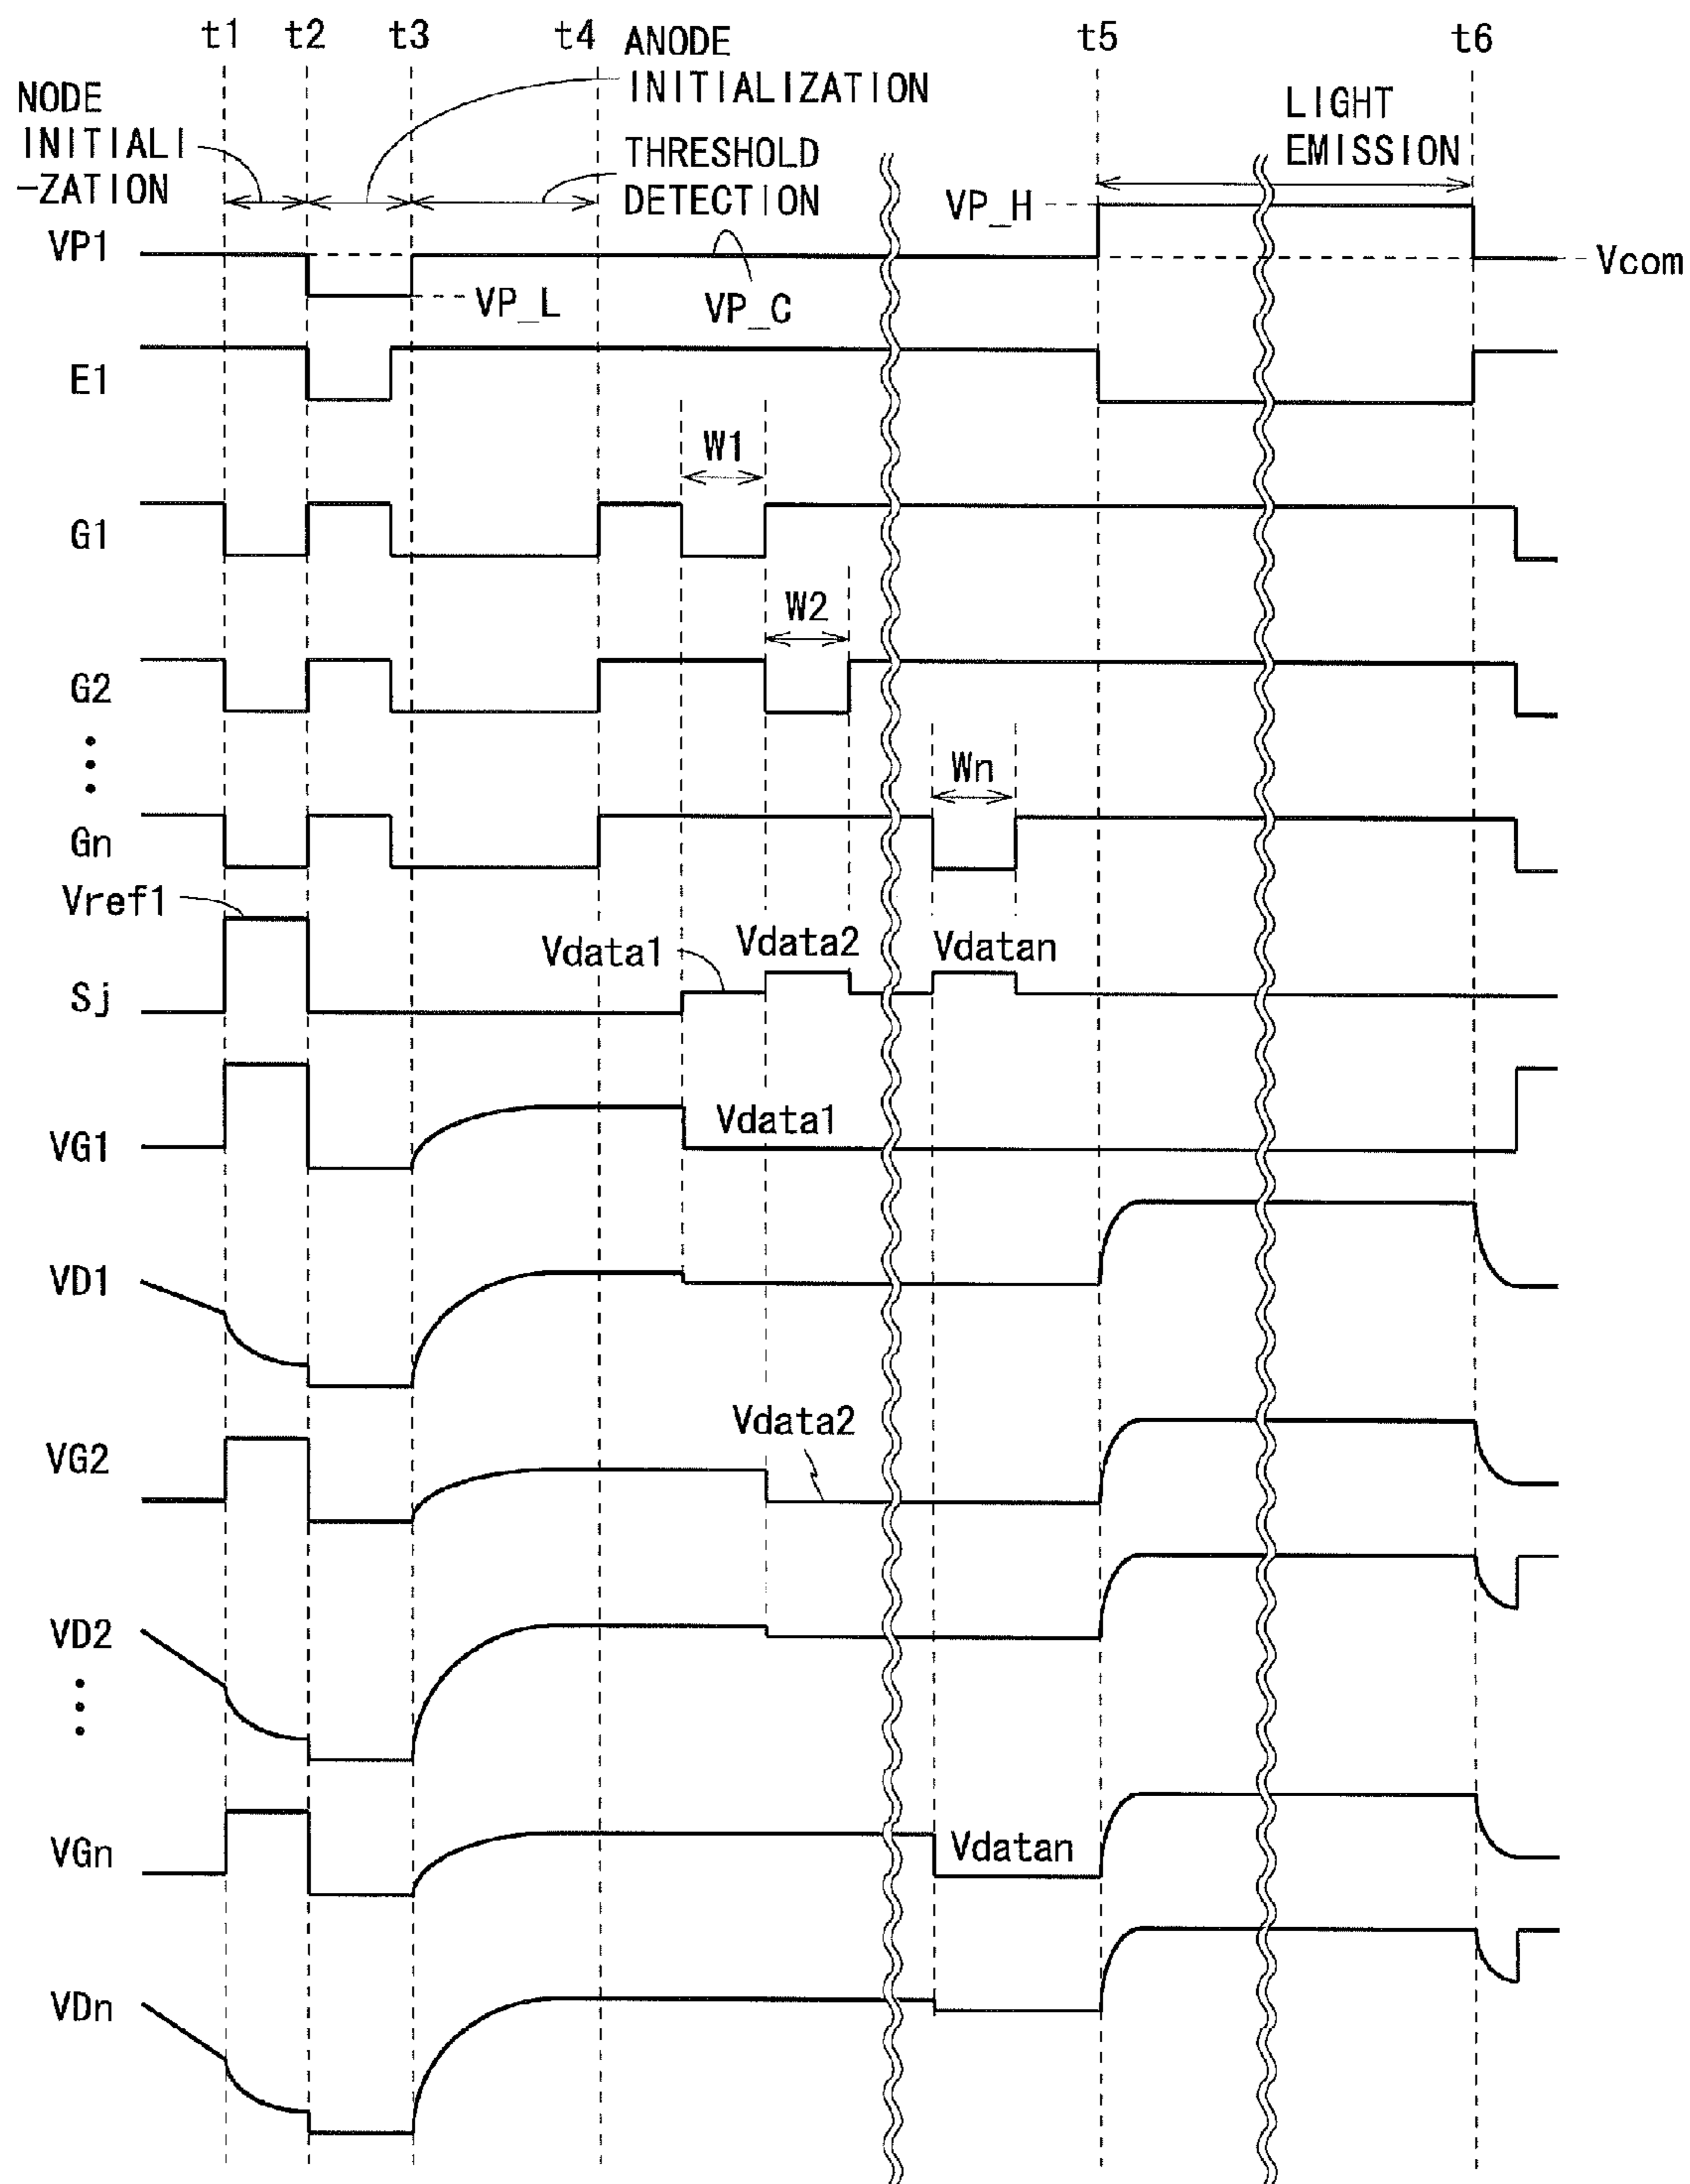 t1 t2 t3 t4 t5 t6
ANODE
INITIALIZATION
NODE
INITIALI
-ZATION
THRESHOLD
DETECTION
LIGHT
EMISSION
VP_H
VP1
Vcom
VP_L
VP_C
E1
W1
G1
W2
G2
Wn
Gn
Vref1
Vdata1
Vdata2
Vdatan
Sj
Vdata1
VG1
VD1
Vdata2
VG2
VD2
Vdatan
VGn
VDn